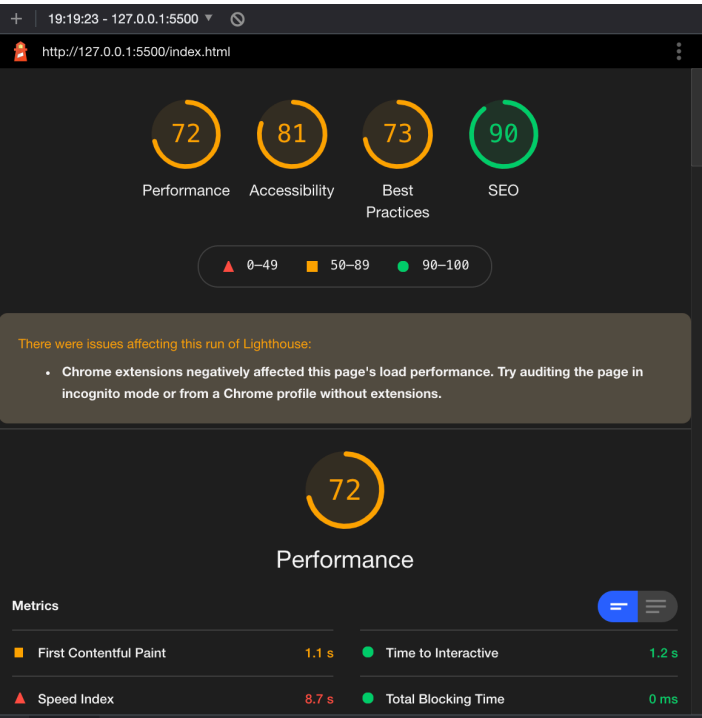 19:19:23 - 127.0.0.1:5500
http://127.0.0.1:5500/index.html
72 81 73 90
Performance Accessibility Best Practices SEO
0–49 50–89 90–100
There were issues affecting this run of Lighthouse:
• Chrome extensions negatively affected this page's load performance. Try auditing the page in
incognito mode or from a Chrome profile without extensions.
72
Performance
Metrics
First Contentful Paint 1.1 s Time to Interactive 1.2 s
Speed Index 8.7 s Total Blocking Time 0 ms